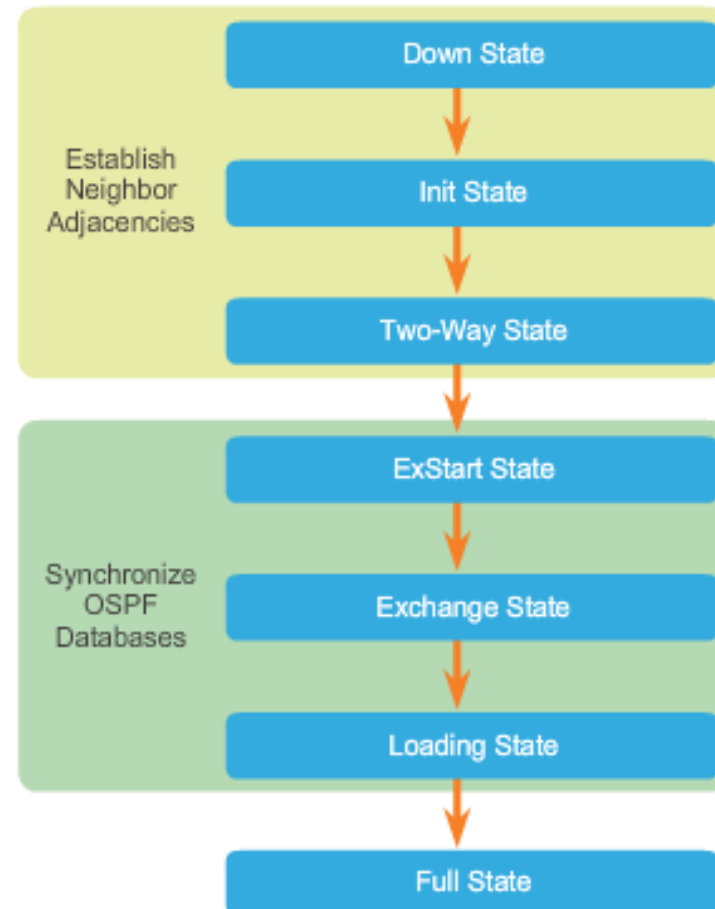 Down State
Establish
Neighbor
Adjacencies
Init State
Two-Way State
ExStart State
Synchronize
OSPF
Databases
Exchange State
Loading State
Full State